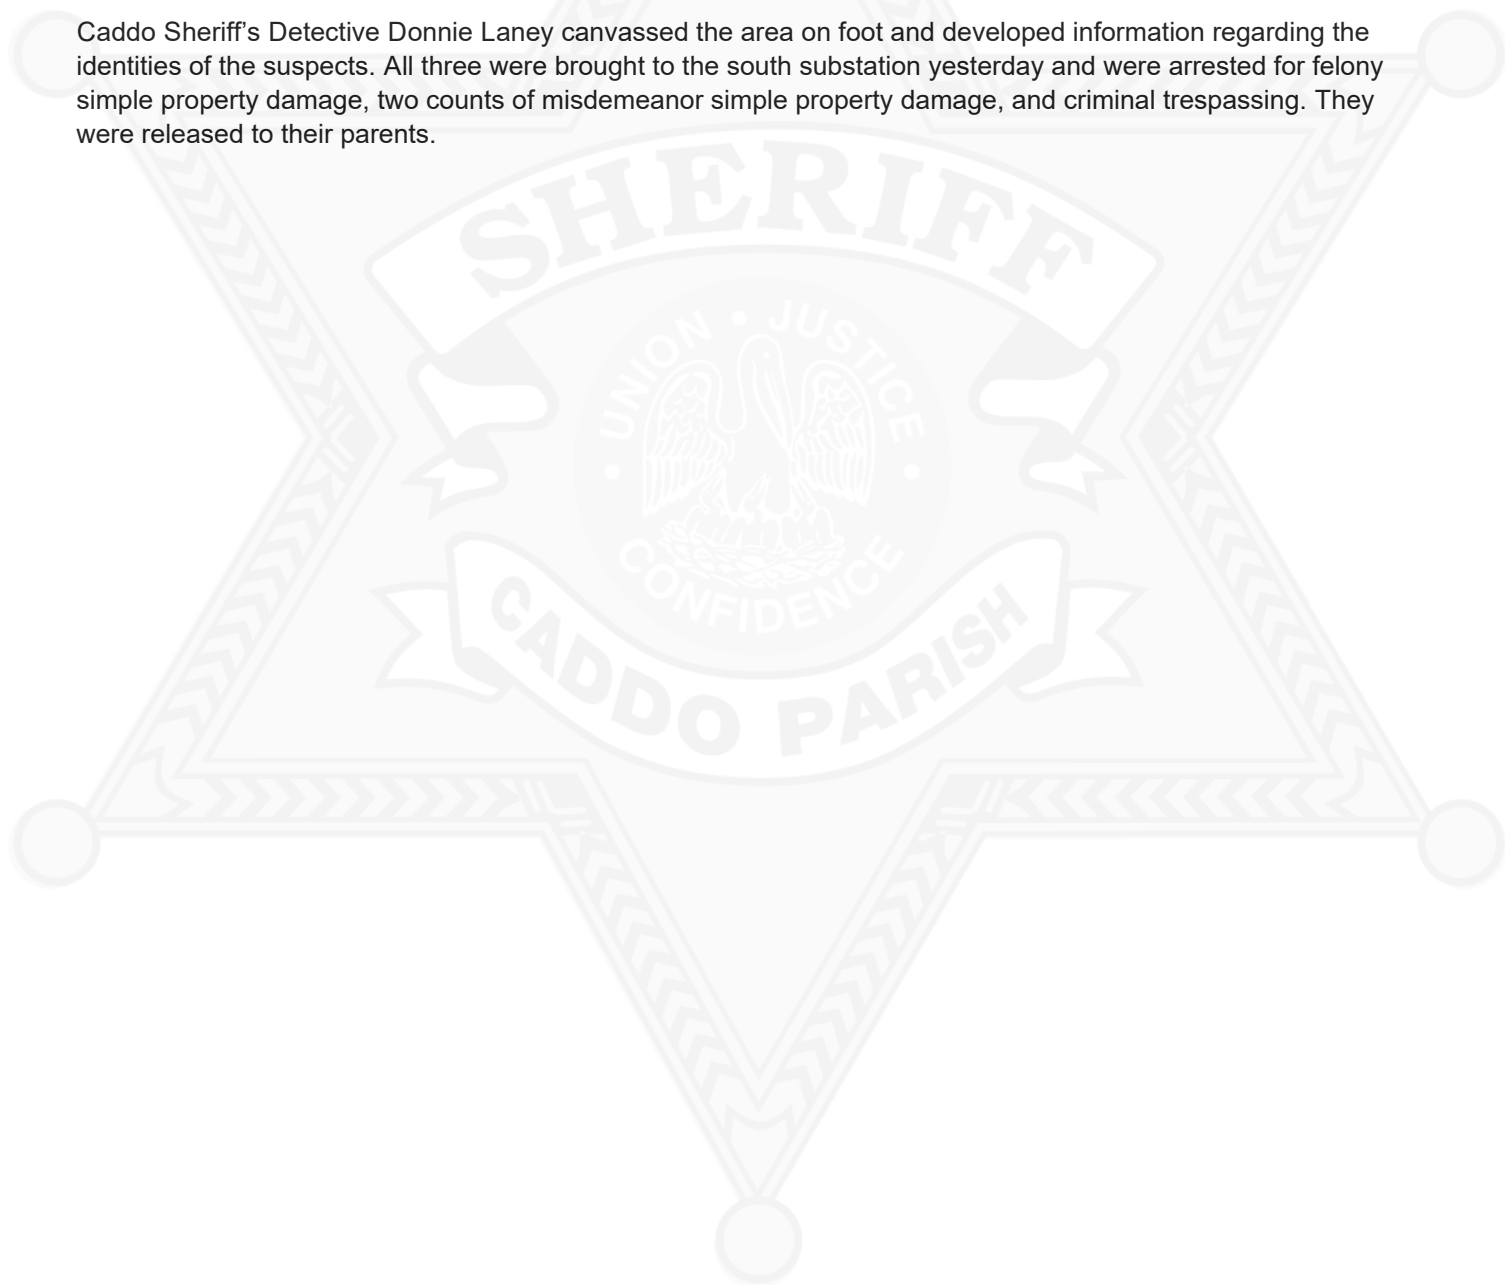 Caddo Sheriff’s Detective Donnie Laney canvassed the area on foot and developed information regarding the
identities of the suspects. All three were brought to the south substation yesterday and were arrested for felony
simple property damage, two counts of misdemeanor simple property damage, and criminal trespassing. They
were released to their parents.
SHERIFF
UNION • JUSTICE
• CONFIDENCE •
CADDO PARISH